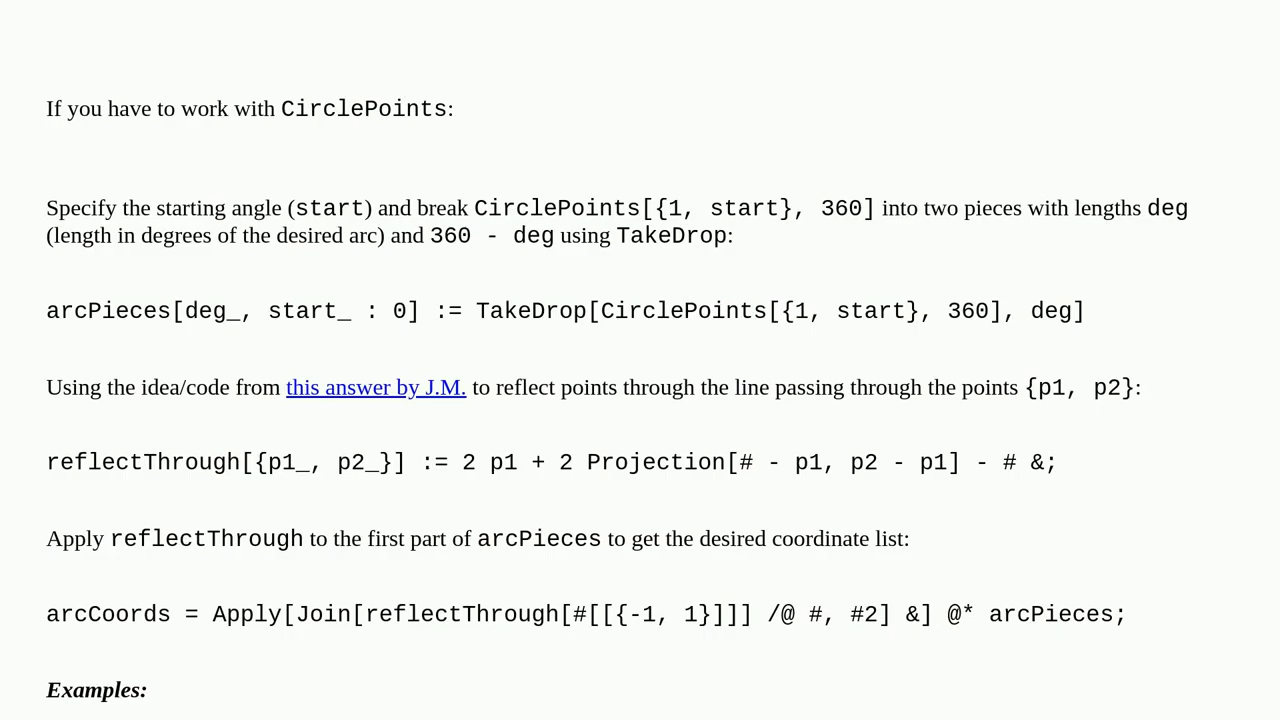 If you have to work with CirclePoints:
Specify the starting angle (start) and break CirclePoints[{1, start}, 360] into two pieces with lengths deg
(length in degrees of the desired arc) and 360 - deg using TakeDrop:
arcPieces[deg_, start_ : 0] := TakeDrop[CirclePoints[{1, start}, 360], deg]
Using the idea/code from this answer by J.M. to reflect points through the line passing through the points {p1, p2}:
reflectThrough[{p1_, p2_}] := 2 p1 + 2 Projection[# - p1, p2 - p1] - # &;
Apply reflectThrough to the first part of arcPieces to get the desired coordinate list:
arcCoords = Apply[Join[reflectThrough[#[[{-1, 1}]]] /@ #, #2] &] @* arcPieces;
Examples: